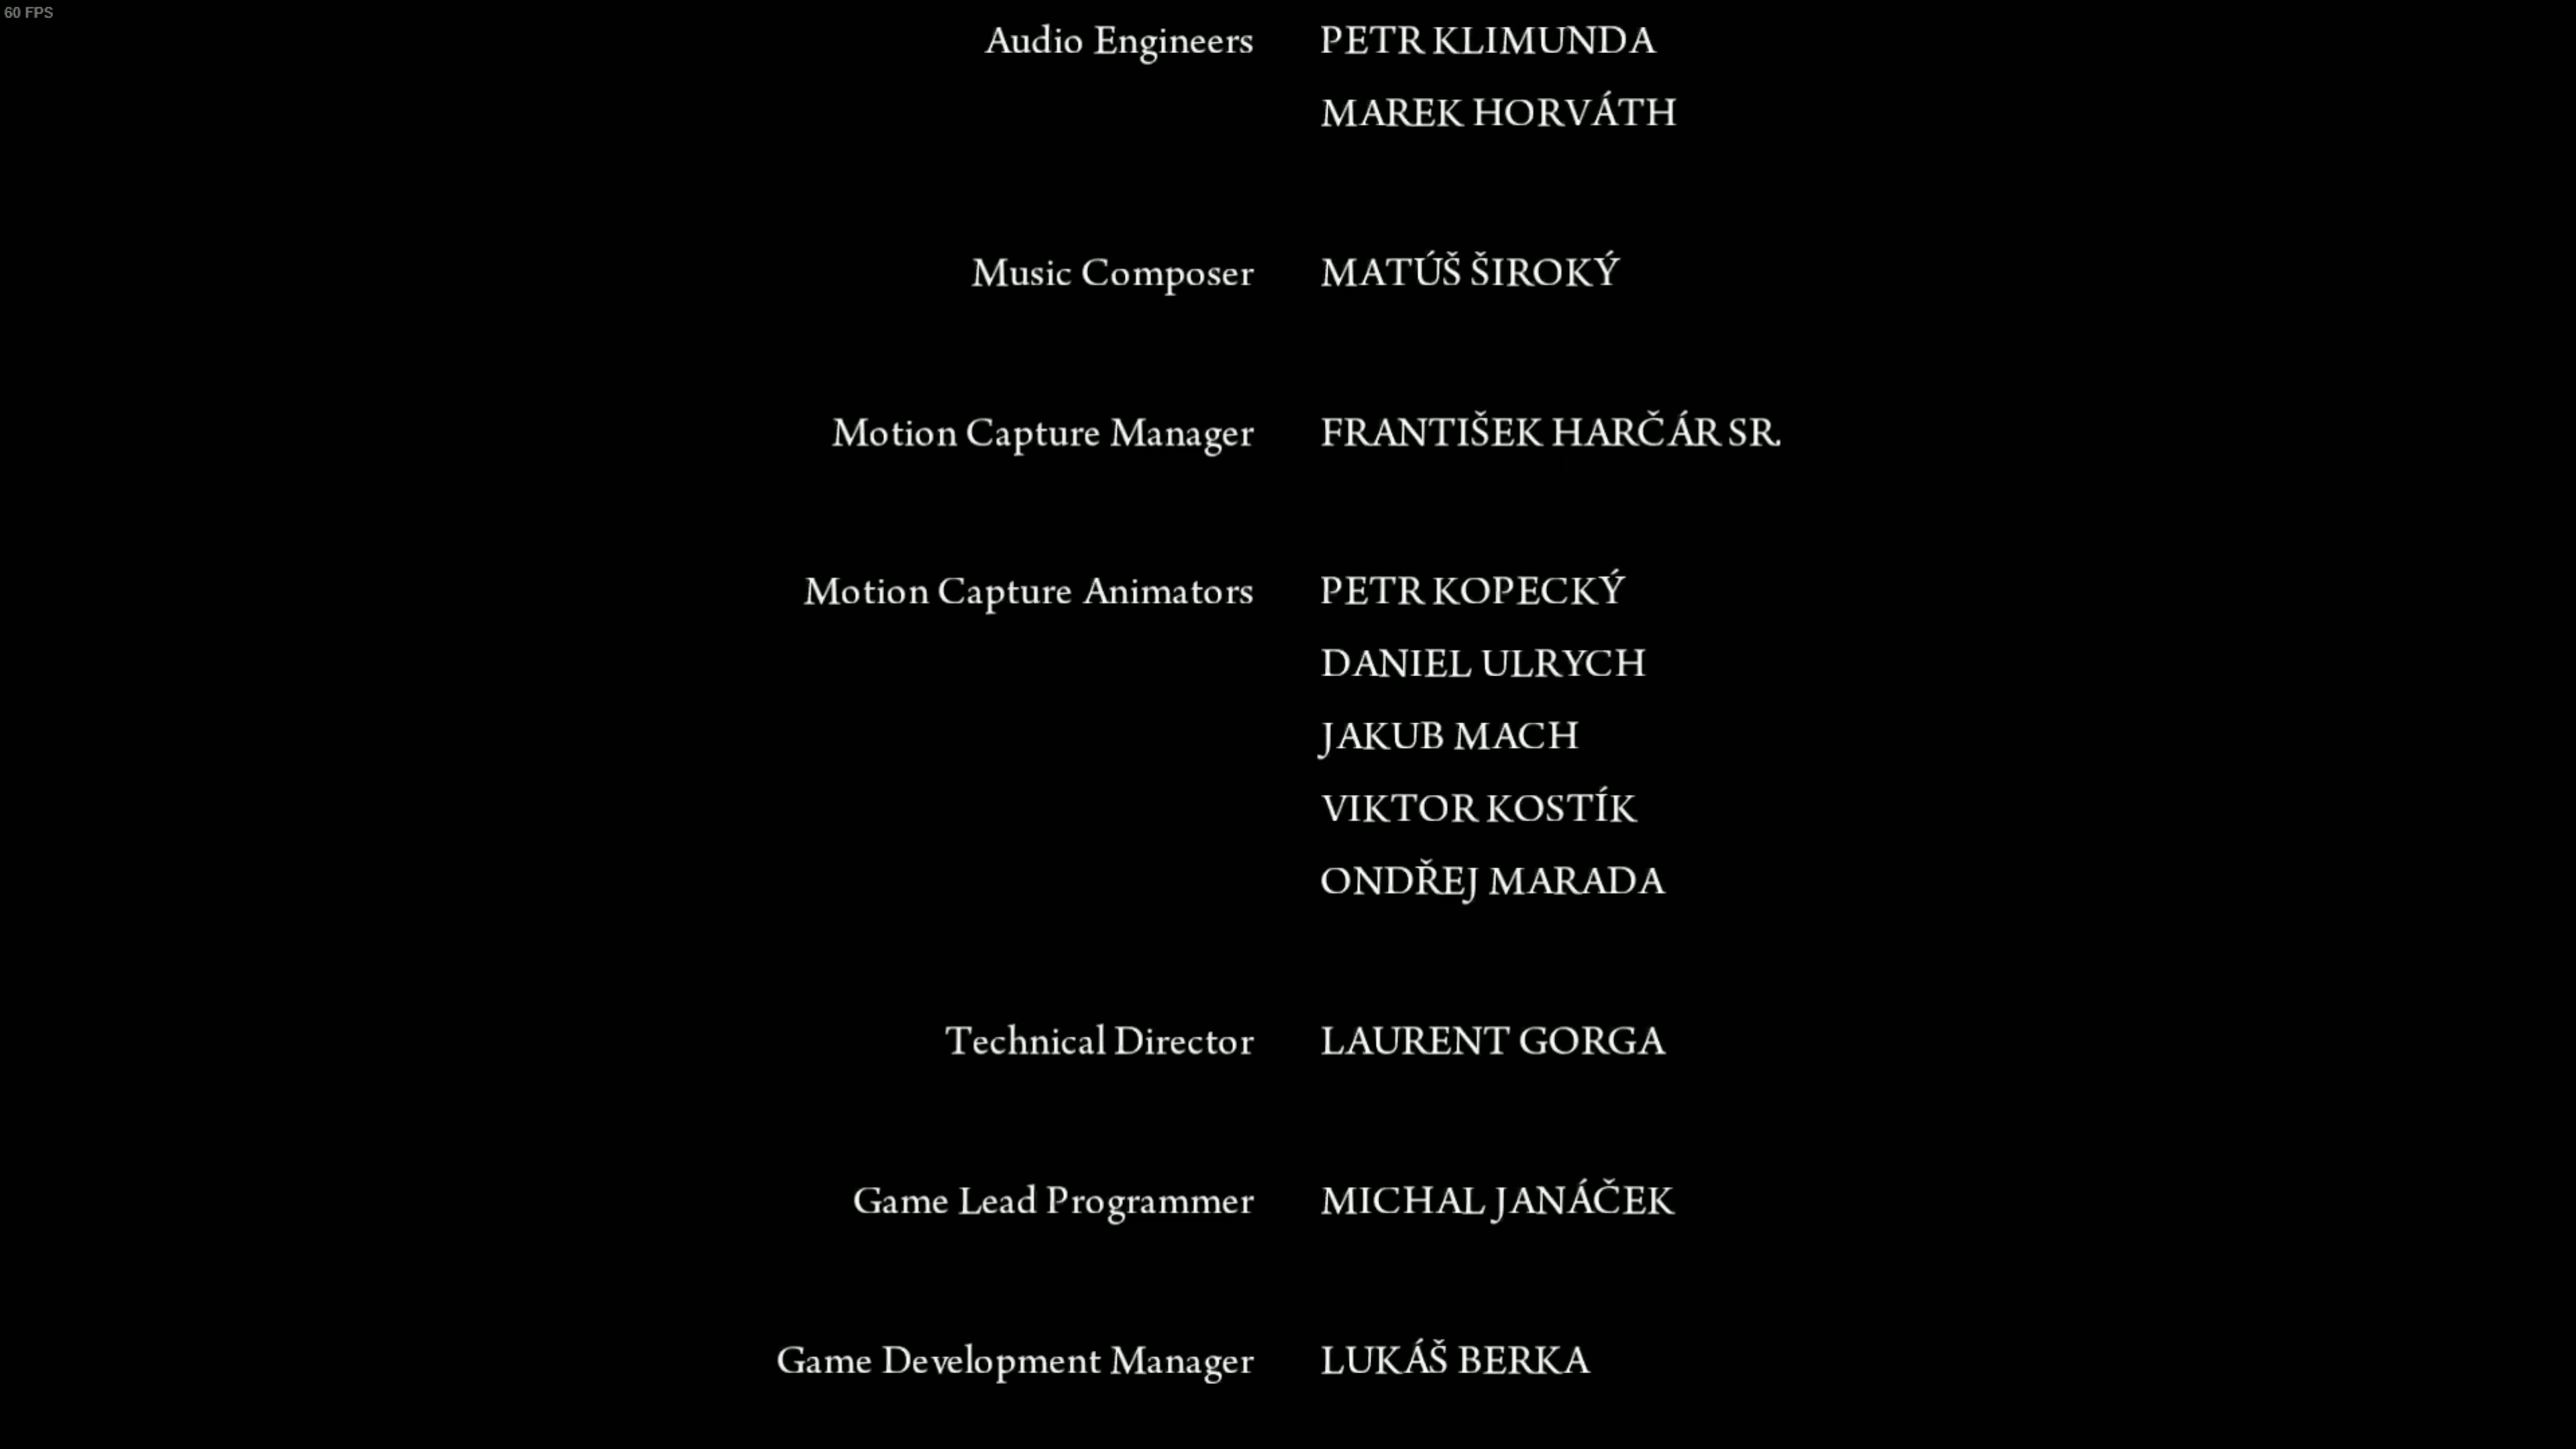 60 FPS
Audio Engineers PETR KLIMUNDA
MAREK HORVÁTH
Music Composer MATÚŠ ŠIROKÝ
Motion Capture Manager FRANTIŠEK HARČÁR SR.
Motion Capture Animators PETR KOPECKÝ
DANIEL ULRYCH
JAKUB MACH
VIKTOR KOSTÍK
ONDŘEJ MARADA
Technical Director LAURENT GORGA
Game Lead Programmer MICHAL JANÁČEK
Game Development Manager LUKÁŠ BERKA